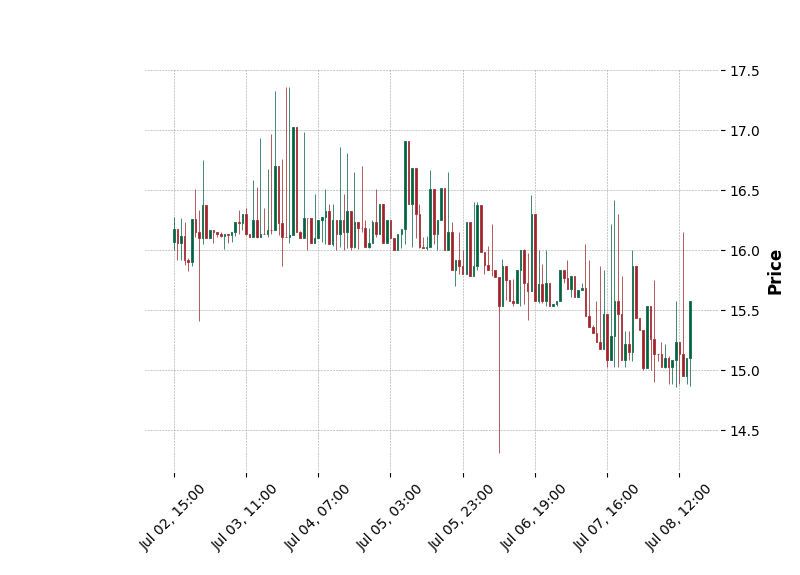 17.5
17.0
16.5
16.0
15.5
15.0
14.5
Price
Jul 02, 15:00
Jul 03, 11:00
Jul 04, 07:00
Jul 05, 03:00
Jul 05, 23:00
Jul 06, 19:00
Jul 07, 16:00
Jul 08, 12:00